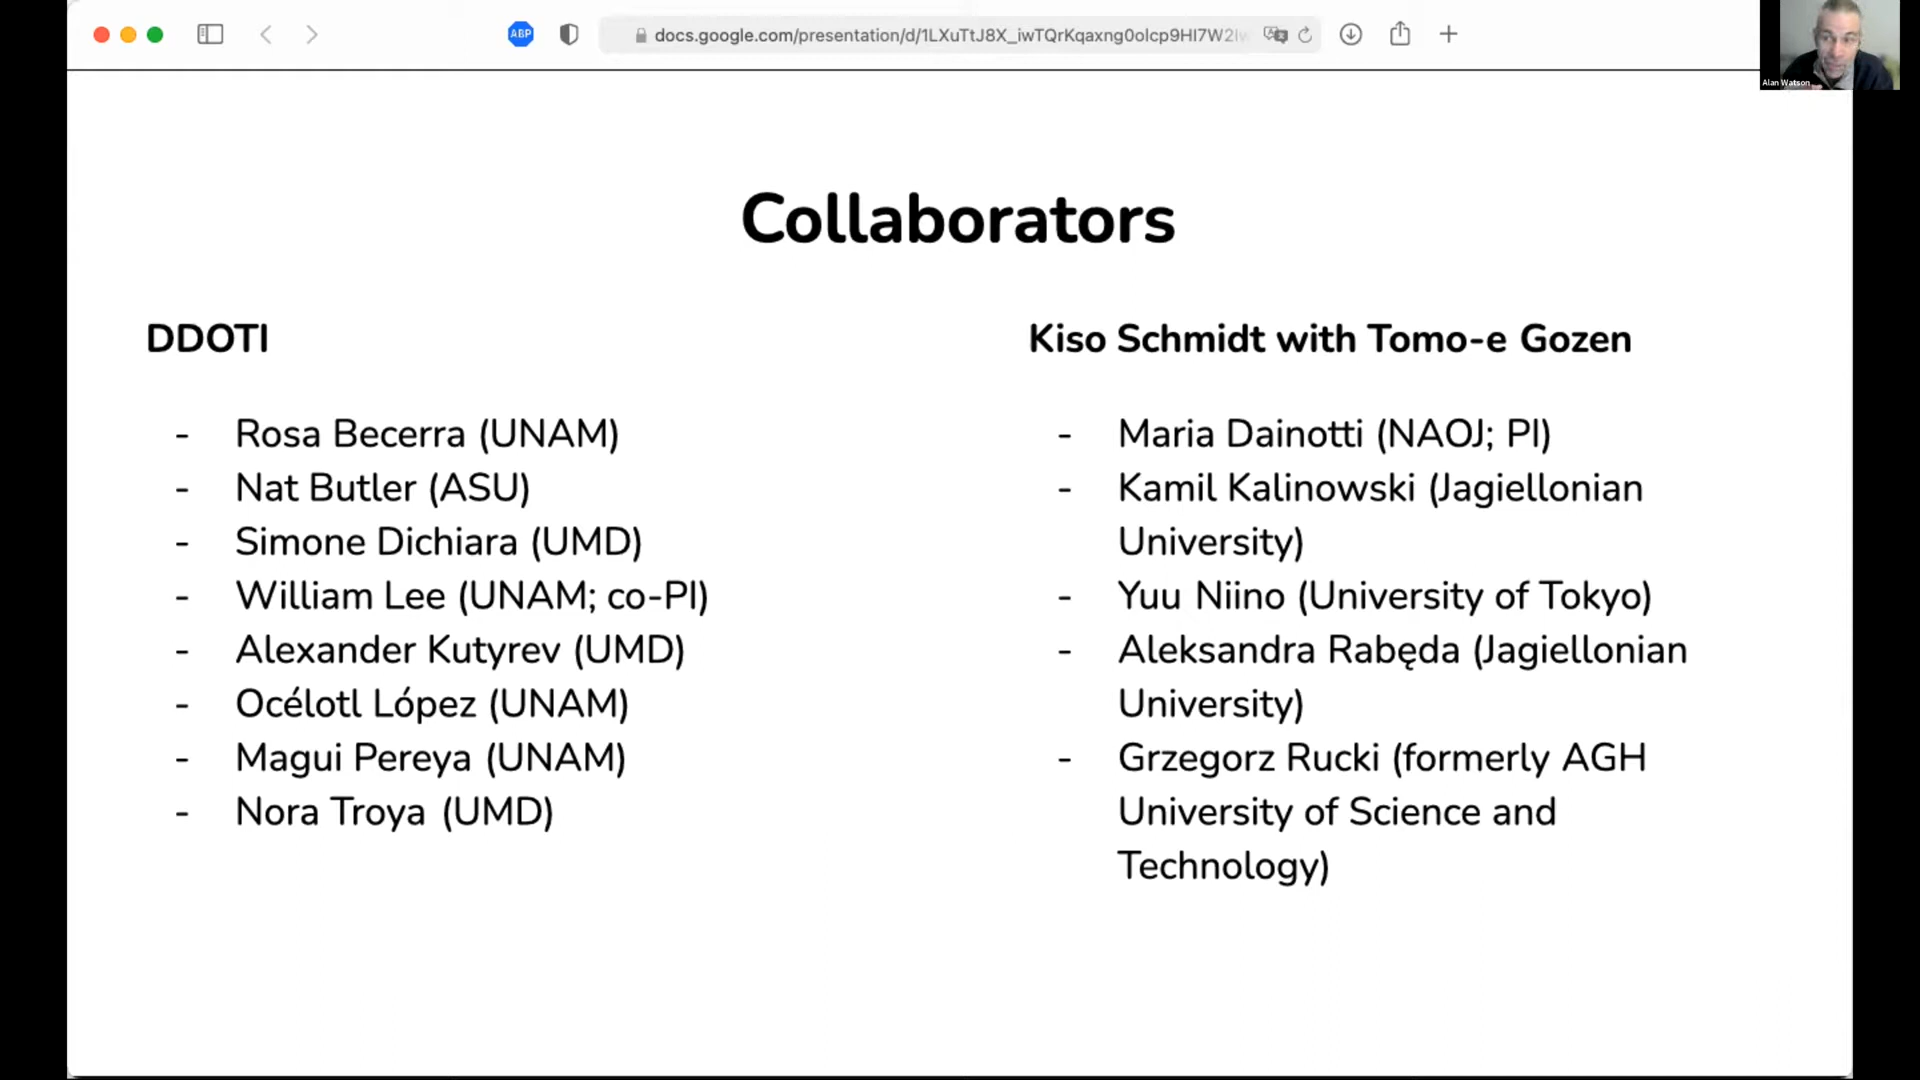 ABP
docs.google.com/presentation/d/1LXuTtJ8X_iwTQrKqaxng0olcp9HI7W2
Alan Watson
Collaborators
DDOTI
- Rosa Becerra (UNAM)
- Nat Butler (ASU)
- Simone Dichiara (UMD)
- William Lee (UNAM; co-PI)
- Alexander Kutyrev (UMD)
- Océlotl López (UNAM)
- Magui Pereya (UNAM)
- Nora Troya (UMD)
Kiso Schmidt with Tomo-e Gozen
- Maria Dainotti (NAOJ; PI)
- Kamil Kalinowski (Jagiellonian
University)
- Yuu Niino (University of Tokyo)
- Aleksandra Rabęda (Jagiellonian
University)
- Grzegorz Rucki (formerly AGH
University of Science and
Technology)